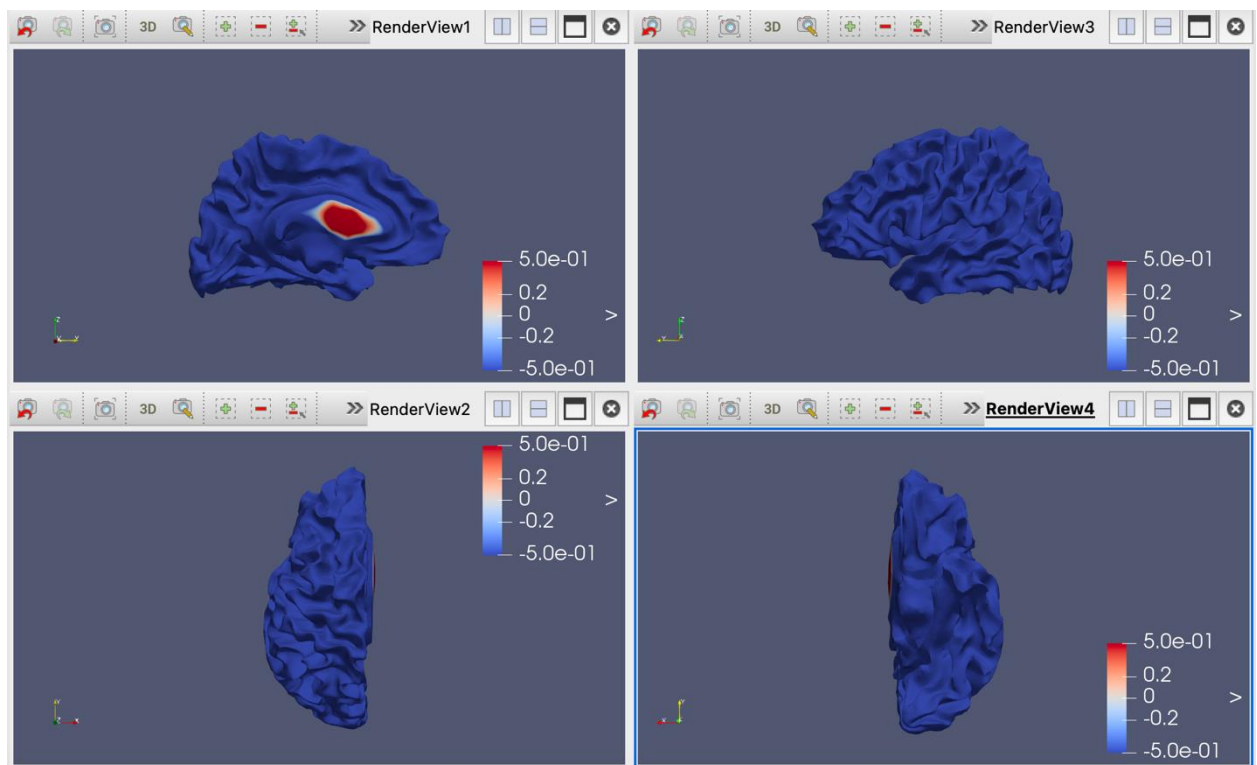 3D >> RenderView1
3D >> RenderView3
5.0e-01
0.2
0
-0.2
-5.0e-01
>
Z
Y
5.0e-01
0.2
0
-0.2
-5.0e-01
>
Z
Y
3D >> RenderView2
3D >> RenderView4
5.0e-01
0.2
0
-0.2
-5.0e-01
>
Y
Z X
5.0e-01
0.2
0
-0.2
-5.0e-01
>
Y
X